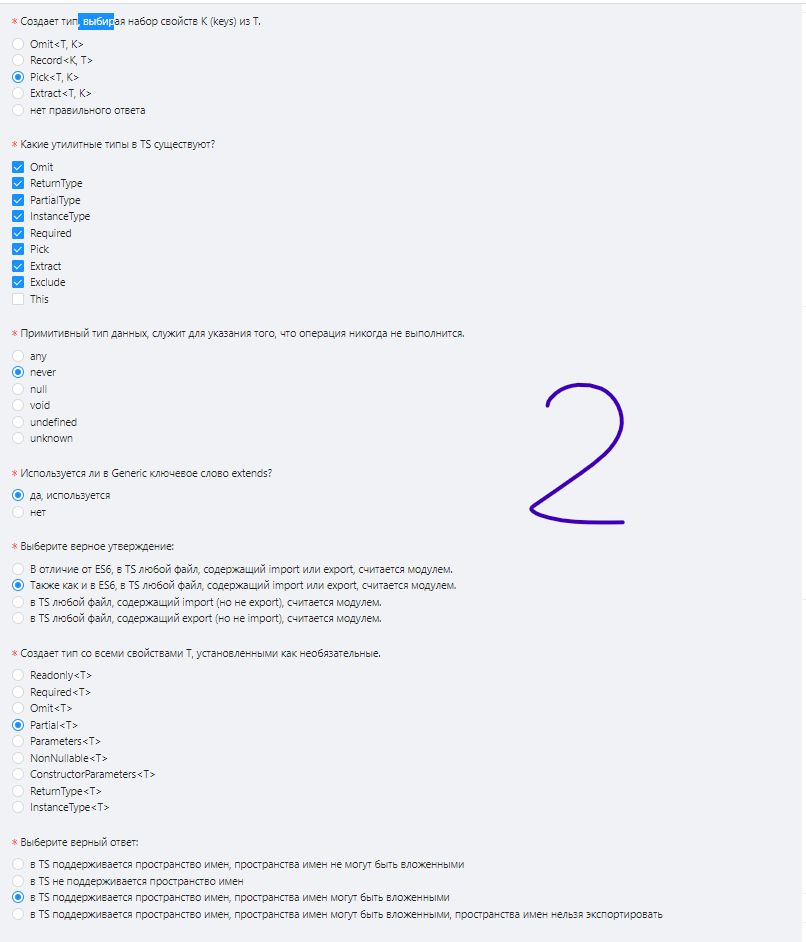 * Создает тип, выбирая набор свойств K (keys) из T.
Omit<T, K>
Record<K, T>
Pick<T, K>
Extract<T, K>
нет правильного ответа
* Какие утилитные типы в TS существуют?
Omit
ReturnType
PartialType
InstanceType
Required
Pick
Extract
Exclude
This
* Примитивный тип данных, служит для указания того, что операция никогда не выполнится.
any
never
null
void
undefined
unknown
* Используется ли в Generic ключевое слово extends?
да, используется
нет
* Выберите верное утверждение:
В отличие от ES6, в TS любой файл, содержащий import или export, считается модулем.
Также как и в ES6, в TS любой файл, содержащий import или export, считается модулем.
в TS любой файл, содержащий import (но не export), считается модулем.
в TS любой файл, содержащий export (но не import), считается модулем.
* Создает тип со всеми свойствами T, установленными как необязательные.
Readonly<T>
Required<T>
Omit<T>
Partial<T>
Parameters<T>
NonNullable<T>
ConstructorParameters<T>
ReturnType<T>
InstanceType<T>
* Выберите верный ответ:
в TS поддерживается пространство имен, пространства имен не могут быть вложенными
в TS не поддерживается пространство имен
в TS поддерживается пространство имен, пространства имен могут быть вложенными
в TS поддерживается пространство имен, пространства имен могут быть вложенными, пространства имен нельзя экспортировать
2